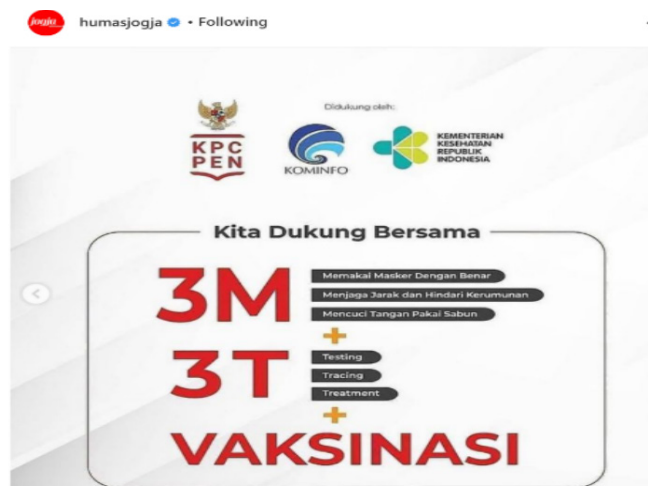 jogja
humasjogja • Following
Didukung oleh:
KPC
PEN
KOMINFO
KEMENTERIAN
KESEHATAN
REPUBLIK
INDONESIA
Kita Dukung Bersama
3M
Memakai Masker Dengan Benar
Menjaga Jarak dan Hindari Kerumunan
Mencuci Tangan Pakai Sabun
+
3T
Testing
Tracing
Treatment
+
VAKSINASI